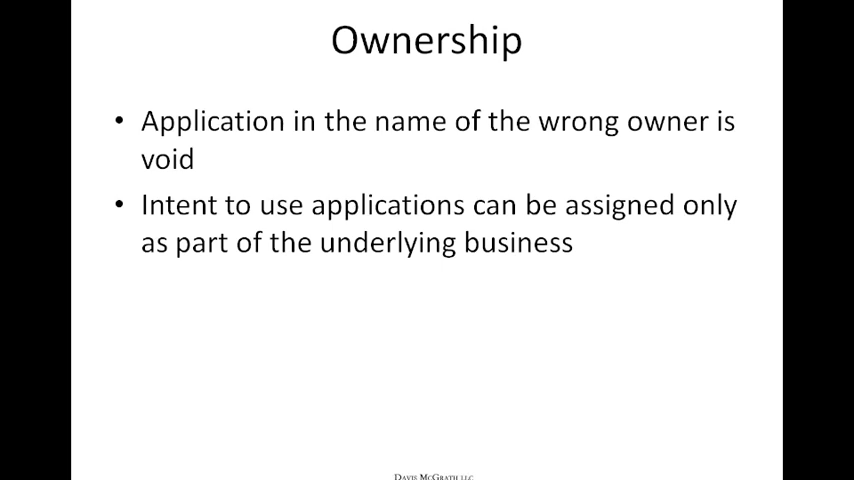 Ownership
• Application in the name of the wrong owner is
void
• Intent to use applications can be assigned only
as part of the underlying business
Davis McGrath LLC